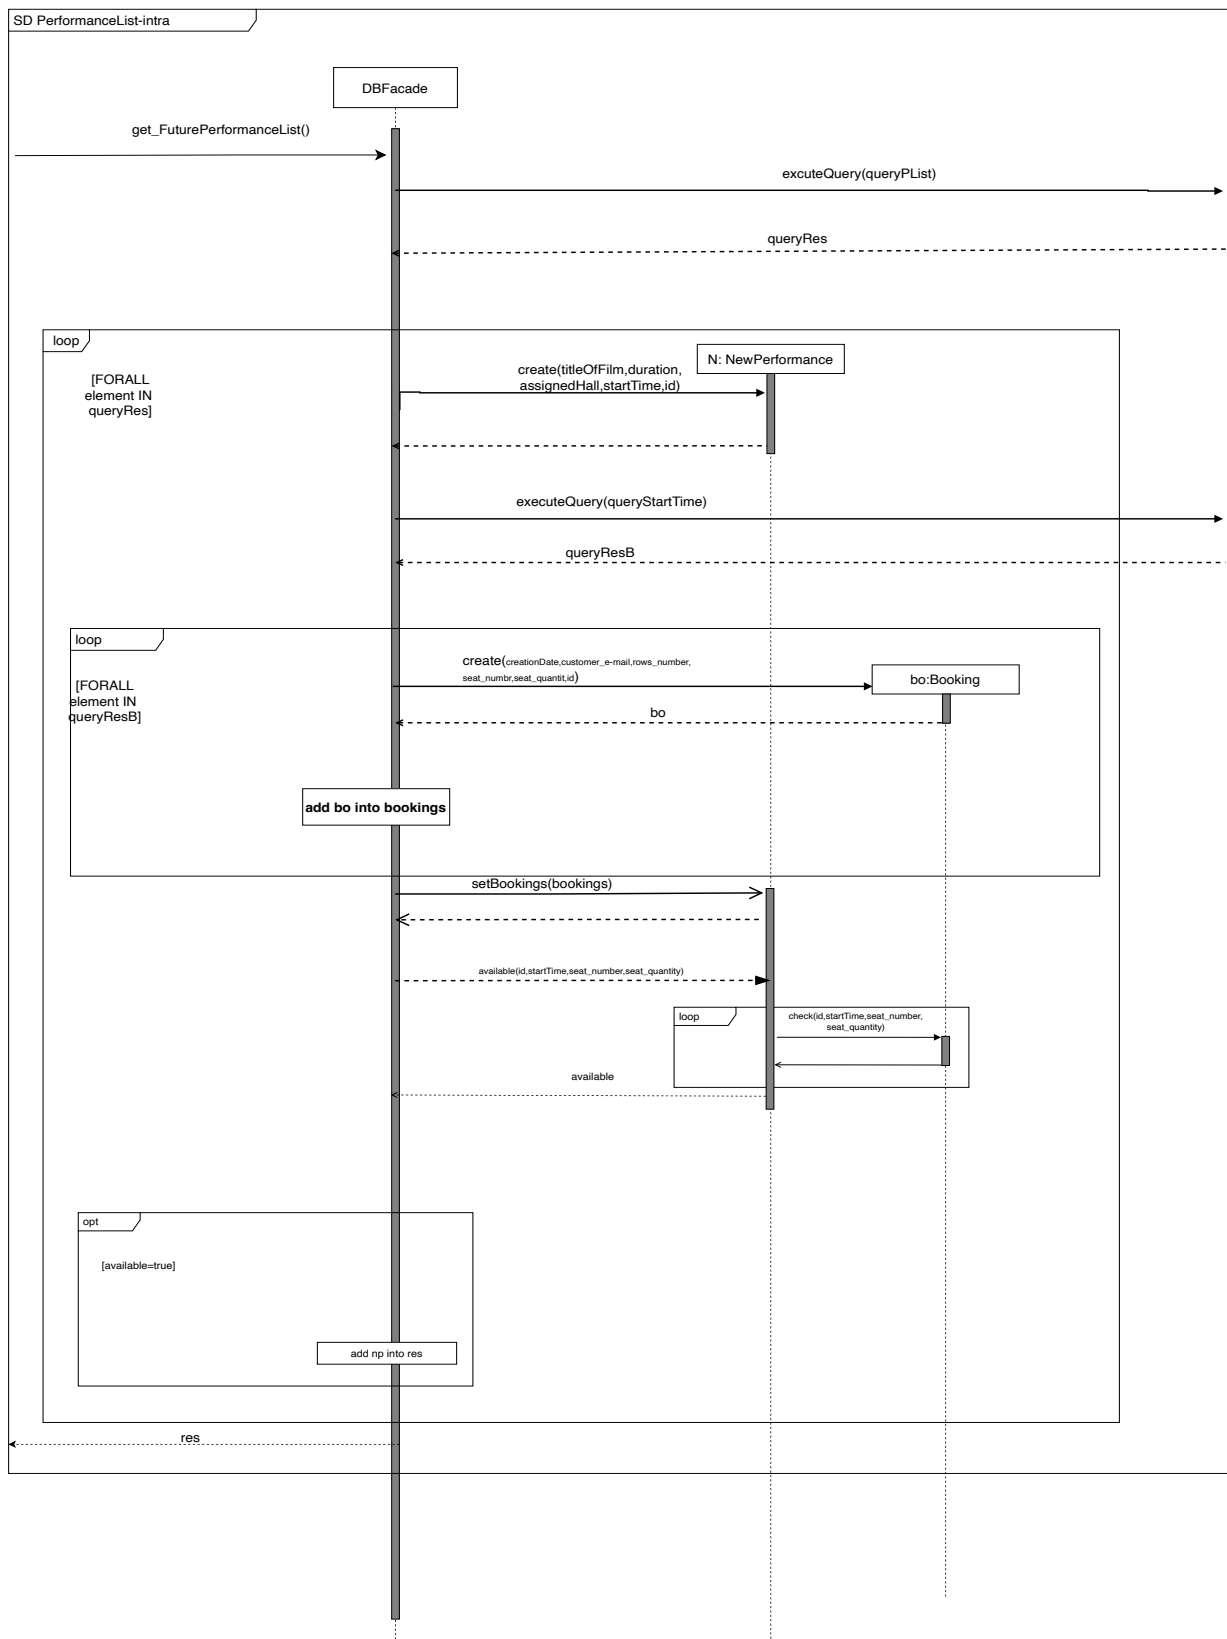 SD PerformanceList-intra
DBFacade
get_FuturePerformanceList()
excuteQuery(queryPList)
queryRes
loop
N: NewPerformance
[FORALL
element IN
queryRes]
create(titleOfFilm,duration,
assignedHall,startTime,id)
executeQuery(queryStartTime)
queryResB
loop
[FORALL
element IN
queryResB]
create(creationDate,customer_e-mail,rows_number,
seat_numbr,seat_quantit,id)
bo:Booking
bo
add bo into bookings
setBookings(bookings)
available(id,startTime,seat_number,seat_quantity)
loop
check(id,startTime,seat_number,
seat_quantity)
available
opt
[available=true]
add np into res
res